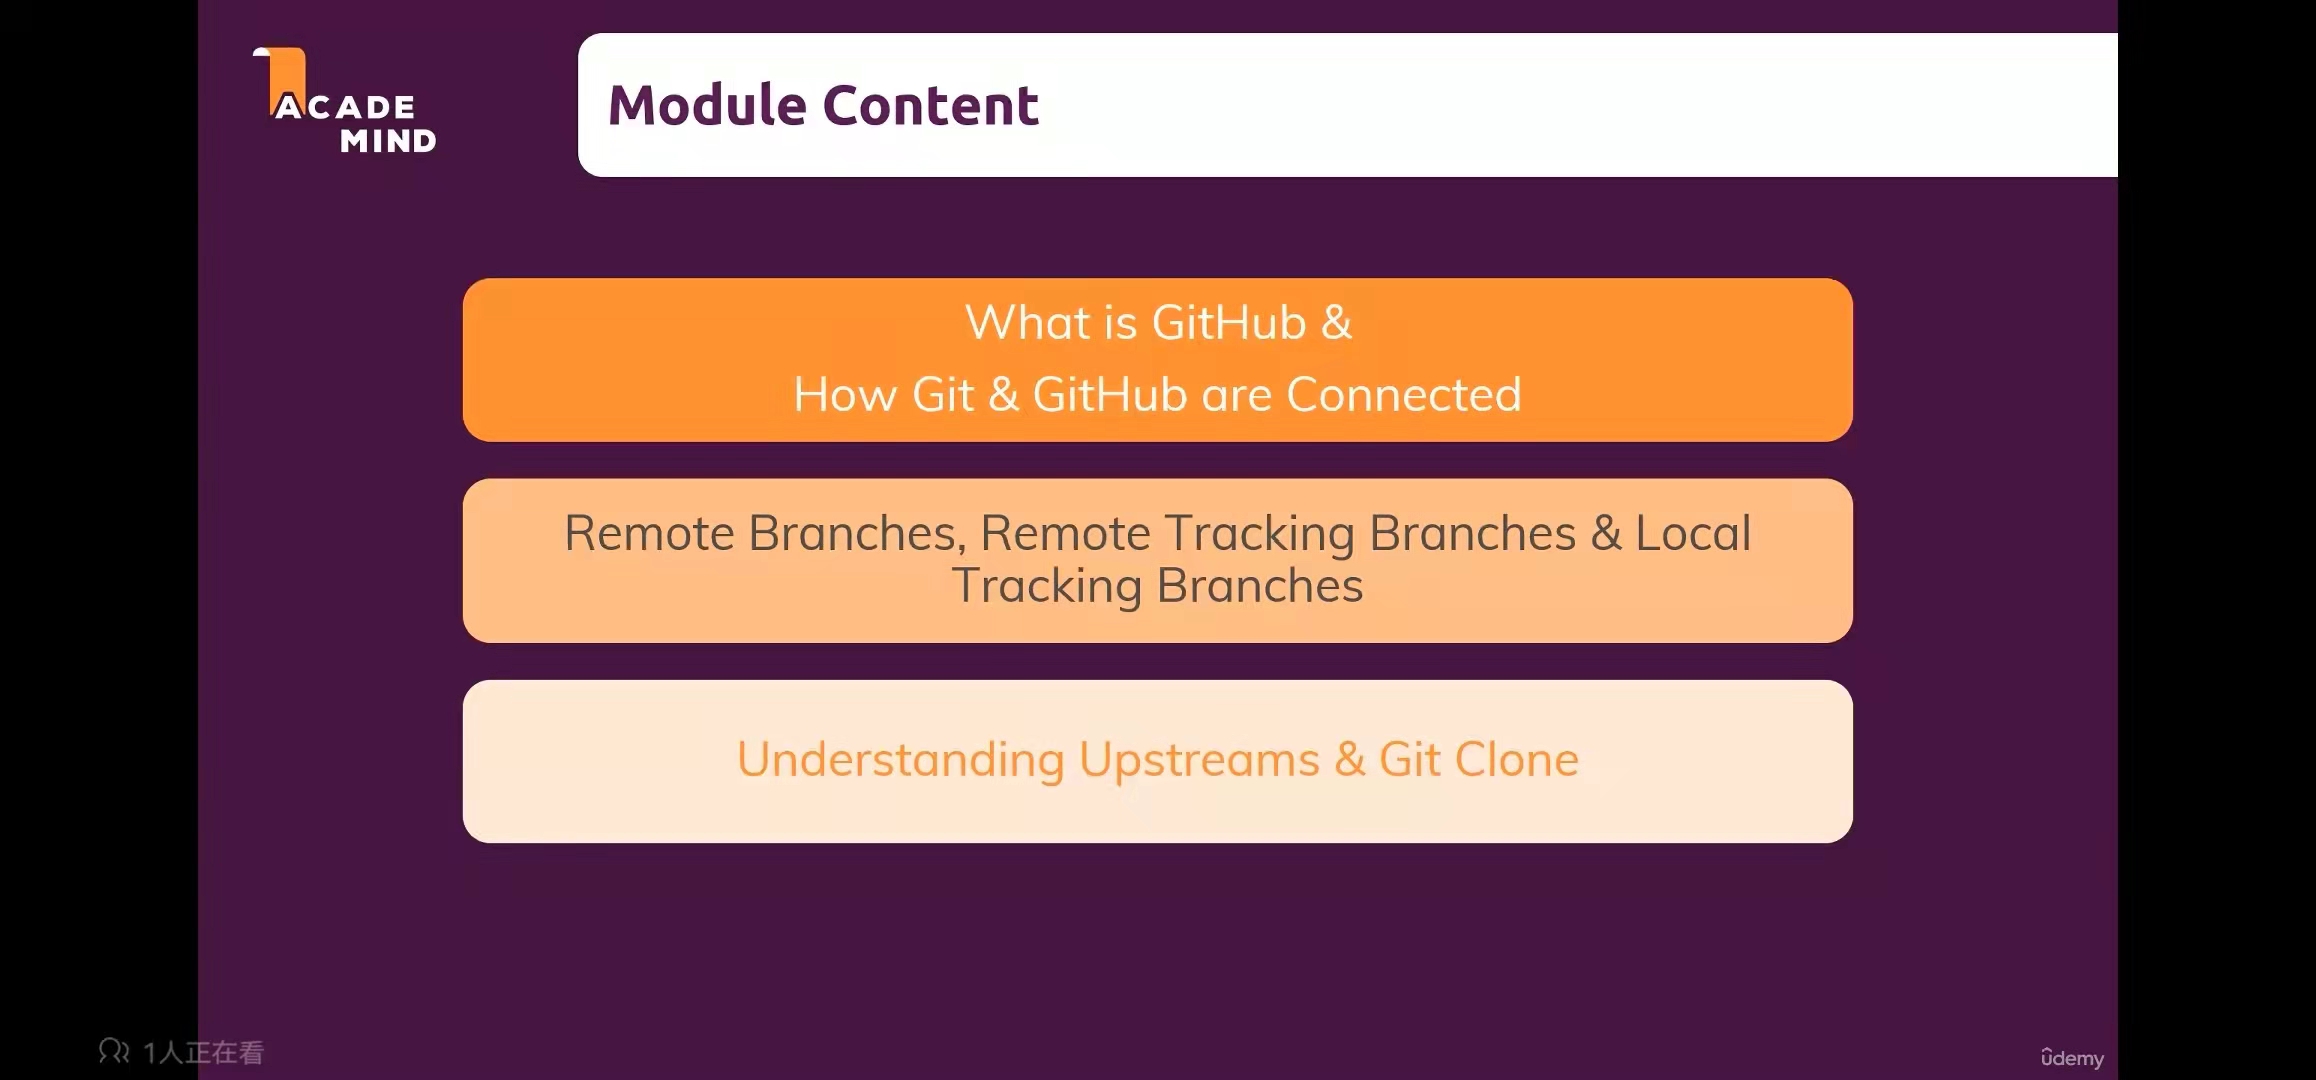 ACADE
MIND
Module Content
What is GitHub &
How Git & GitHub are Connected
Remote Branches, Remote Tracking Branches & Local
Tracking Branches
Understanding Upstreams & Git Clone
1人正在看
ûdemy